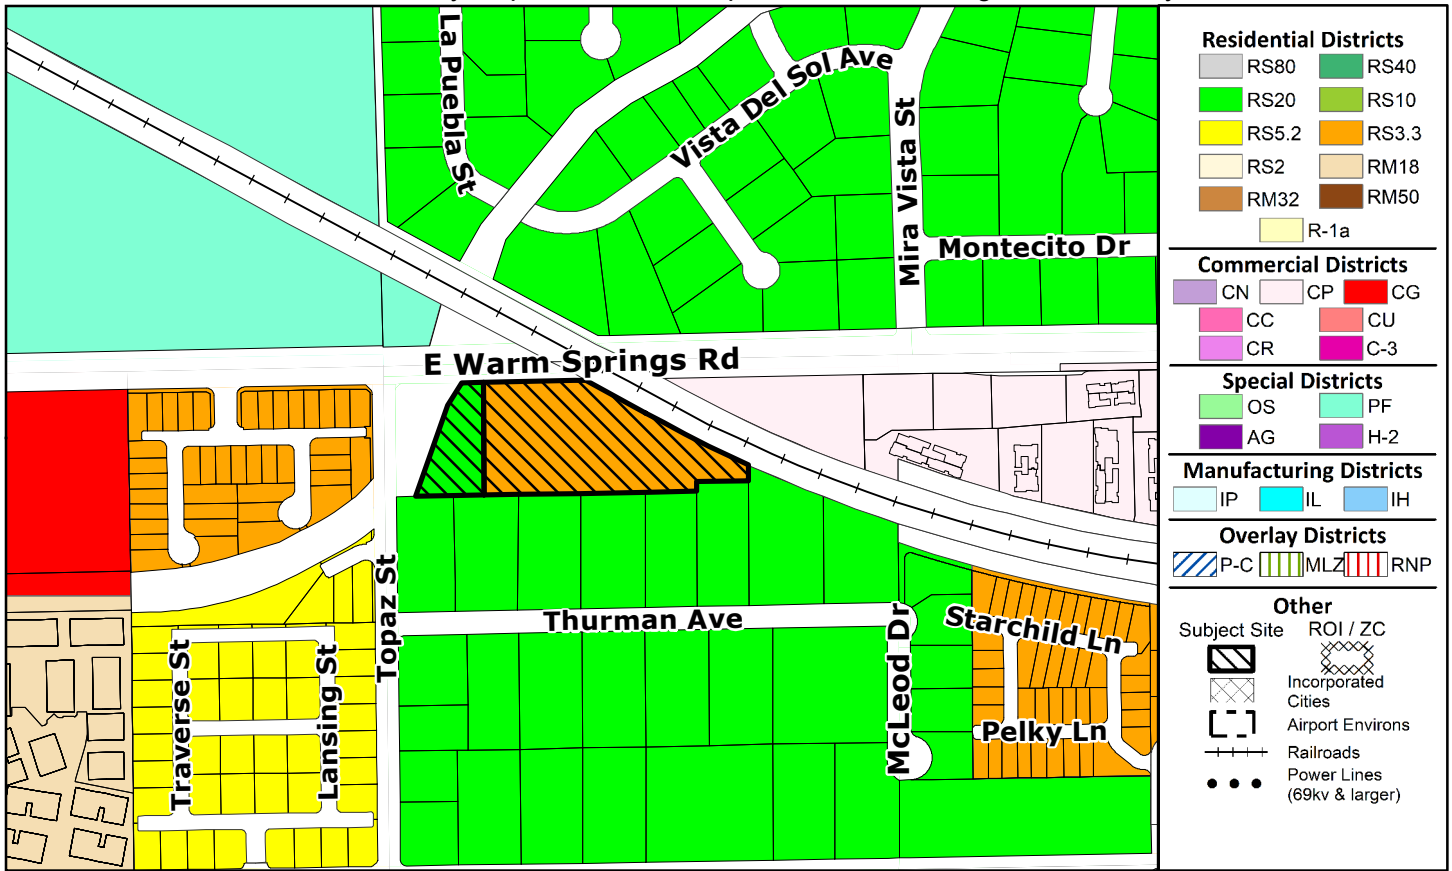 La Puebla St
Vista Del Sol Ave
Mira Vista St
Montecito Dr
E Warm Springs Rd
Topaz St
Thurman Ave
McLeod Dr
Starchild Ln
Pelky Ln
Traverse St
Lansing St
Residential Districts
RS80 RS40
RS20 RS10
RS5.2 RS3.3
RS2 RM18
RM32 RM50
R-1a
Commercial Districts
CN CP CG
CC CU
CR C-3
Special Districts
OS PF
AG H-2
Manufacturing Districts
IP IL IH
Overlay Districts
P-C MLZ RNP
Other
Subject Site ROI / ZC
Incorporated
Cities
Airport Environs
Railroads
Power Lines
(69kv & larger)